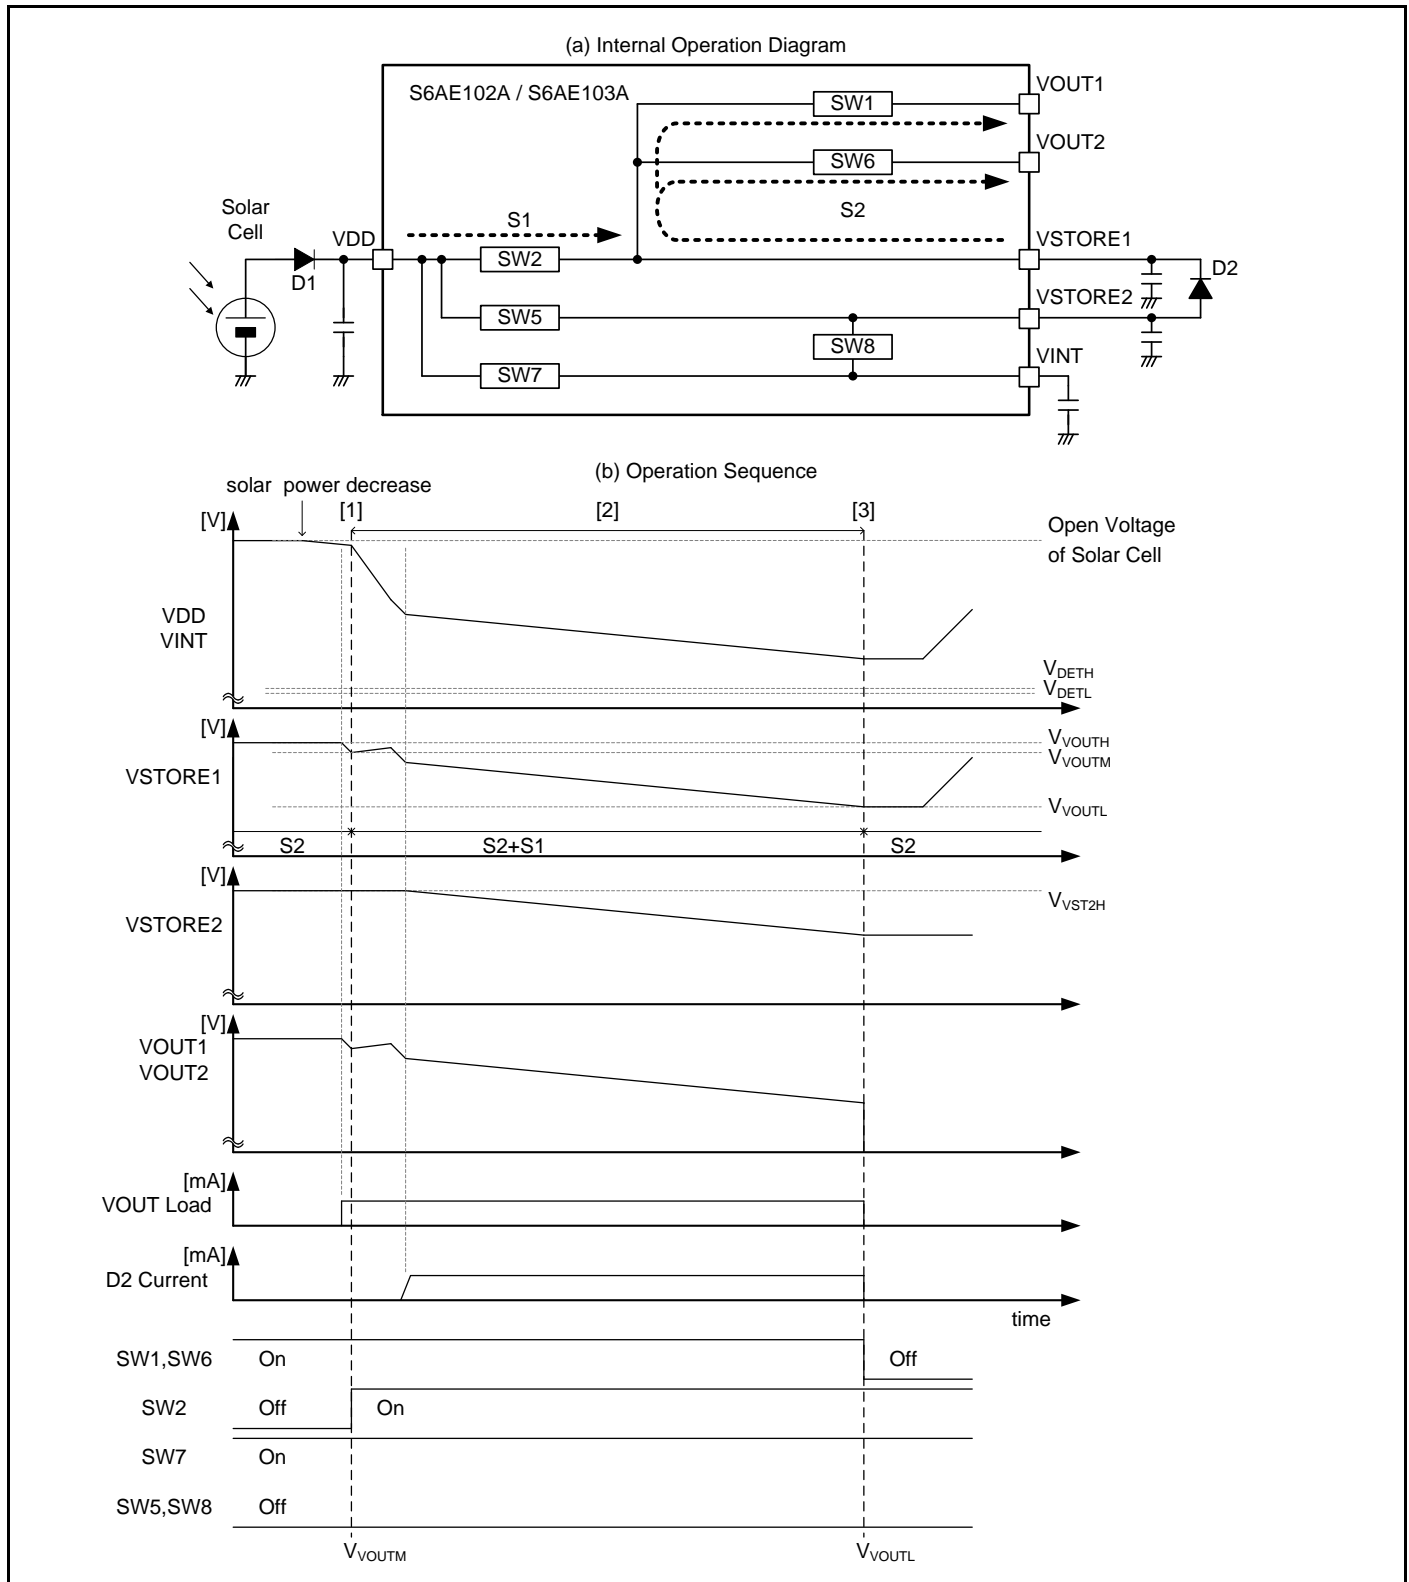 (a) Internal Operation Diagram
S6AE102A / S6AE103A
VOUT1
SW1
VOUT2
SW6
Solar
Cell
S1
S2
VDD
VSTORE1
SW2
D1
D2
VSTORE2
SW5
SW8
VINT
SW7
(b) Operation Sequence
solar power decrease
[1]
[2]
[3]
[V]
Open Voltage
of Solar Cell
VDD
VINT
VDETH
VDETL
[V]
VVOUTH
VVOUTM
VSTORE1
VVOUTL
S2
S2+S1
S2
[V]
VVST2H
VSTORE2
[V]
VOUT1
VOUT2
[mA]
VOUT Load
[mA]
D2 Current
time
SW1,SW6
On
Off
SW2
Off
On
SW7
On
SW5,SW8
Off
VVOUTM
VVOUTL